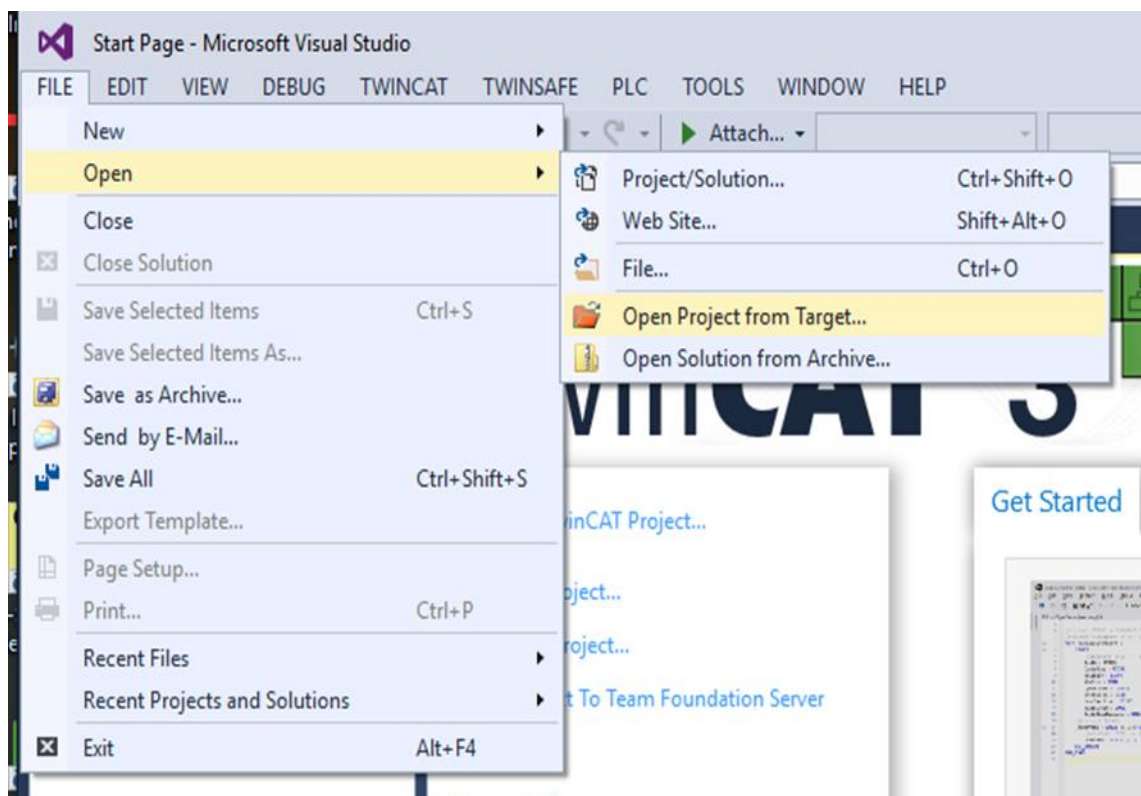 Start Page - Microsoft Visual Studio
FILE EDIT VIEW DEBUG TWINCAT TWINSAFE PLC TOOLS WINDOW HELP
New
Attach...
Open
Project/Solution... Ctrl+Shift+O
Close
Web Site... Shift+Alt+O
Close Solution
File... Ctrl+O
Save Selected Items Ctrl+S
Open Project from Target...
Save Selected Items As...
Open Solution from Archive...
Save as Archive...
winCAT 3
Send by E-Mail...
Save All Ctrl+Shift+S
Get Started
Export Template...
inCAT Project...
Page Setup...
oject...
Print... Ctrl+P
roject...
Recent Files
Recent Projects and Solutions
t To Team Foundation Server
Exit Alt+F4